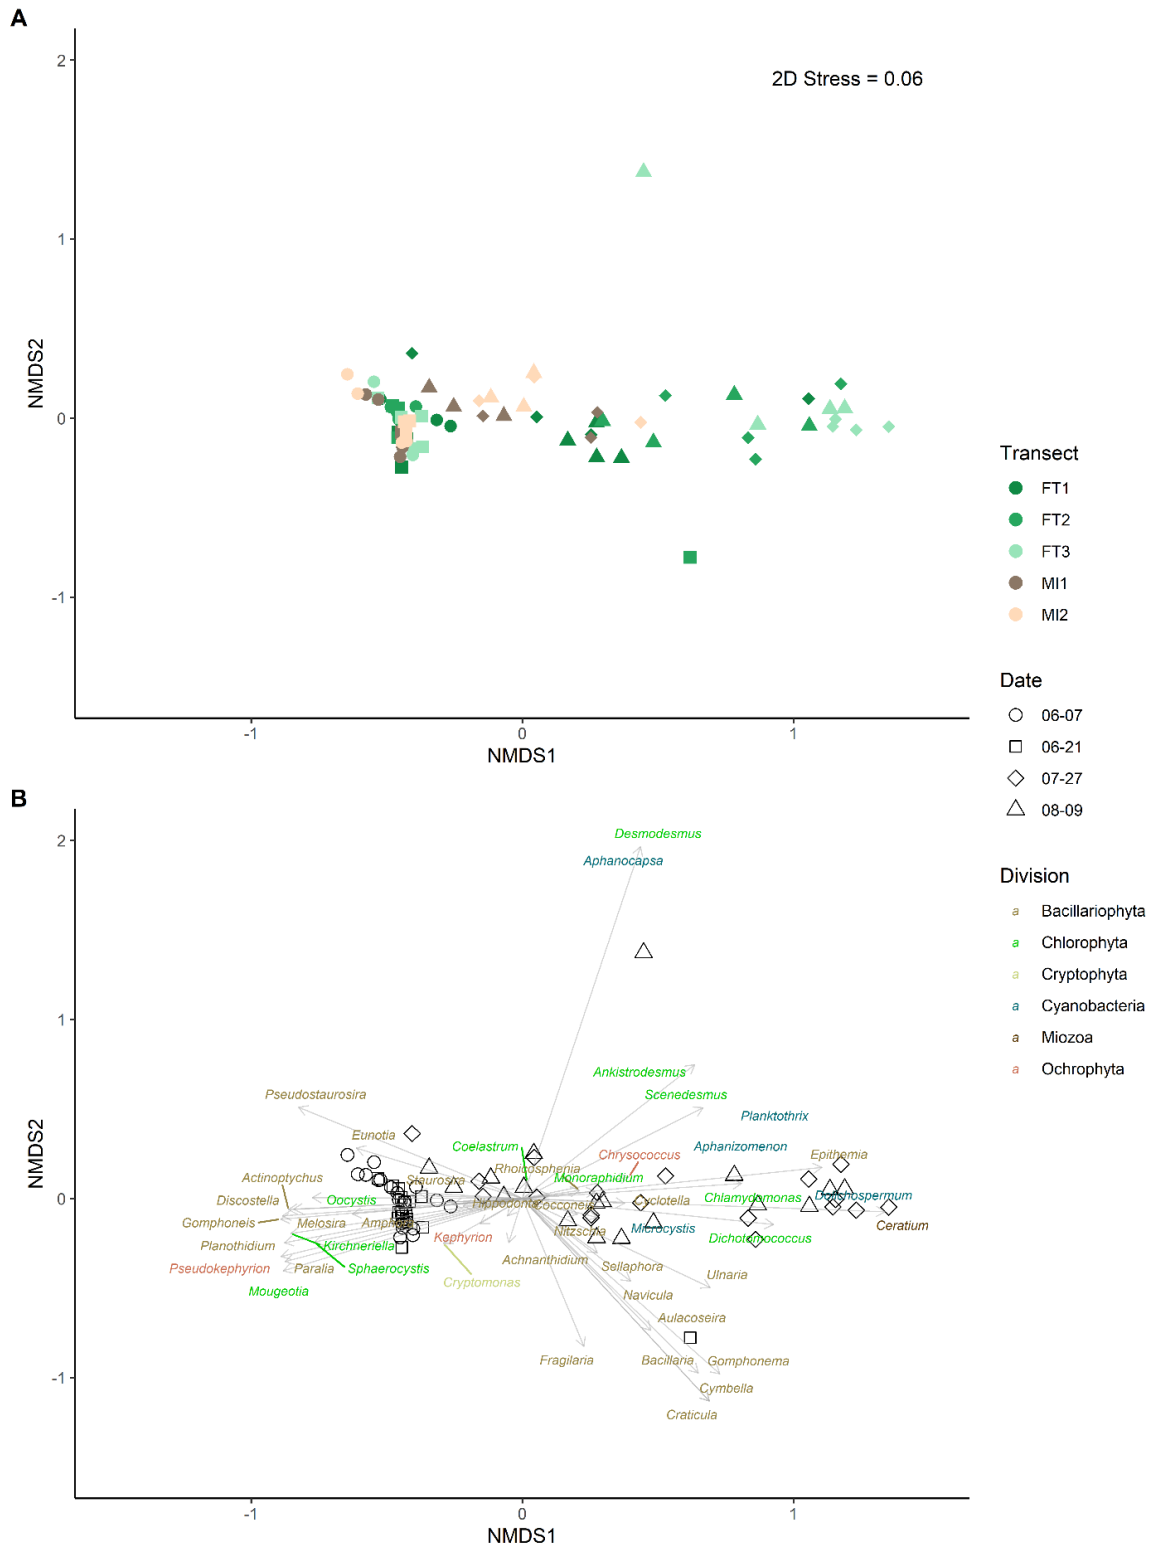 A
2D Stress = 0.06
2
1
0
-1
NMDS2
-1
0
1
NMDS1
Transect
FT1
FT2
FT3
MI1
MI2
Date
06-07
06-21
07-27
08-09
Division
a Bacillariophyta
a Chlorophyta
a Cryptophyta
a Cyanobacteria
a Miozoa
a Ochrophyta
B
2
1
0
-1
NMDS2
Desmodesmus
Aphanocapsa
Ankistrodesmus
Scenedesmus
Pseudostaurosira
Planktothrix
Eunotia
Coelastrum
Aphanizomenon
Chrysococcus
Epithemia
Rhoicosphenia
Actinoptychus
Staurosira
Monoraphidium
Discostella
Oocystis
Hippodonta
Cocconeis
Cyclotella
Chlamydomonas
Dolichospermum
Gomphoneis
Melosira
Amphora
Nitzschia
Microcystis
Ceratium
Planothidium
Kirchneriella
Kephyrion
Dichotomococcus
Pseudokephyrion
Paralia
Sphaerocystis
Achnanthidium
Sellaphora
Ulnaria
Mougeotia
Cryptomonas
Navicula
Aulacoseira
Fragilaria
Bacillaria
Gomphonema
Cymbella
Craticula
-1
0
1
NMDS1